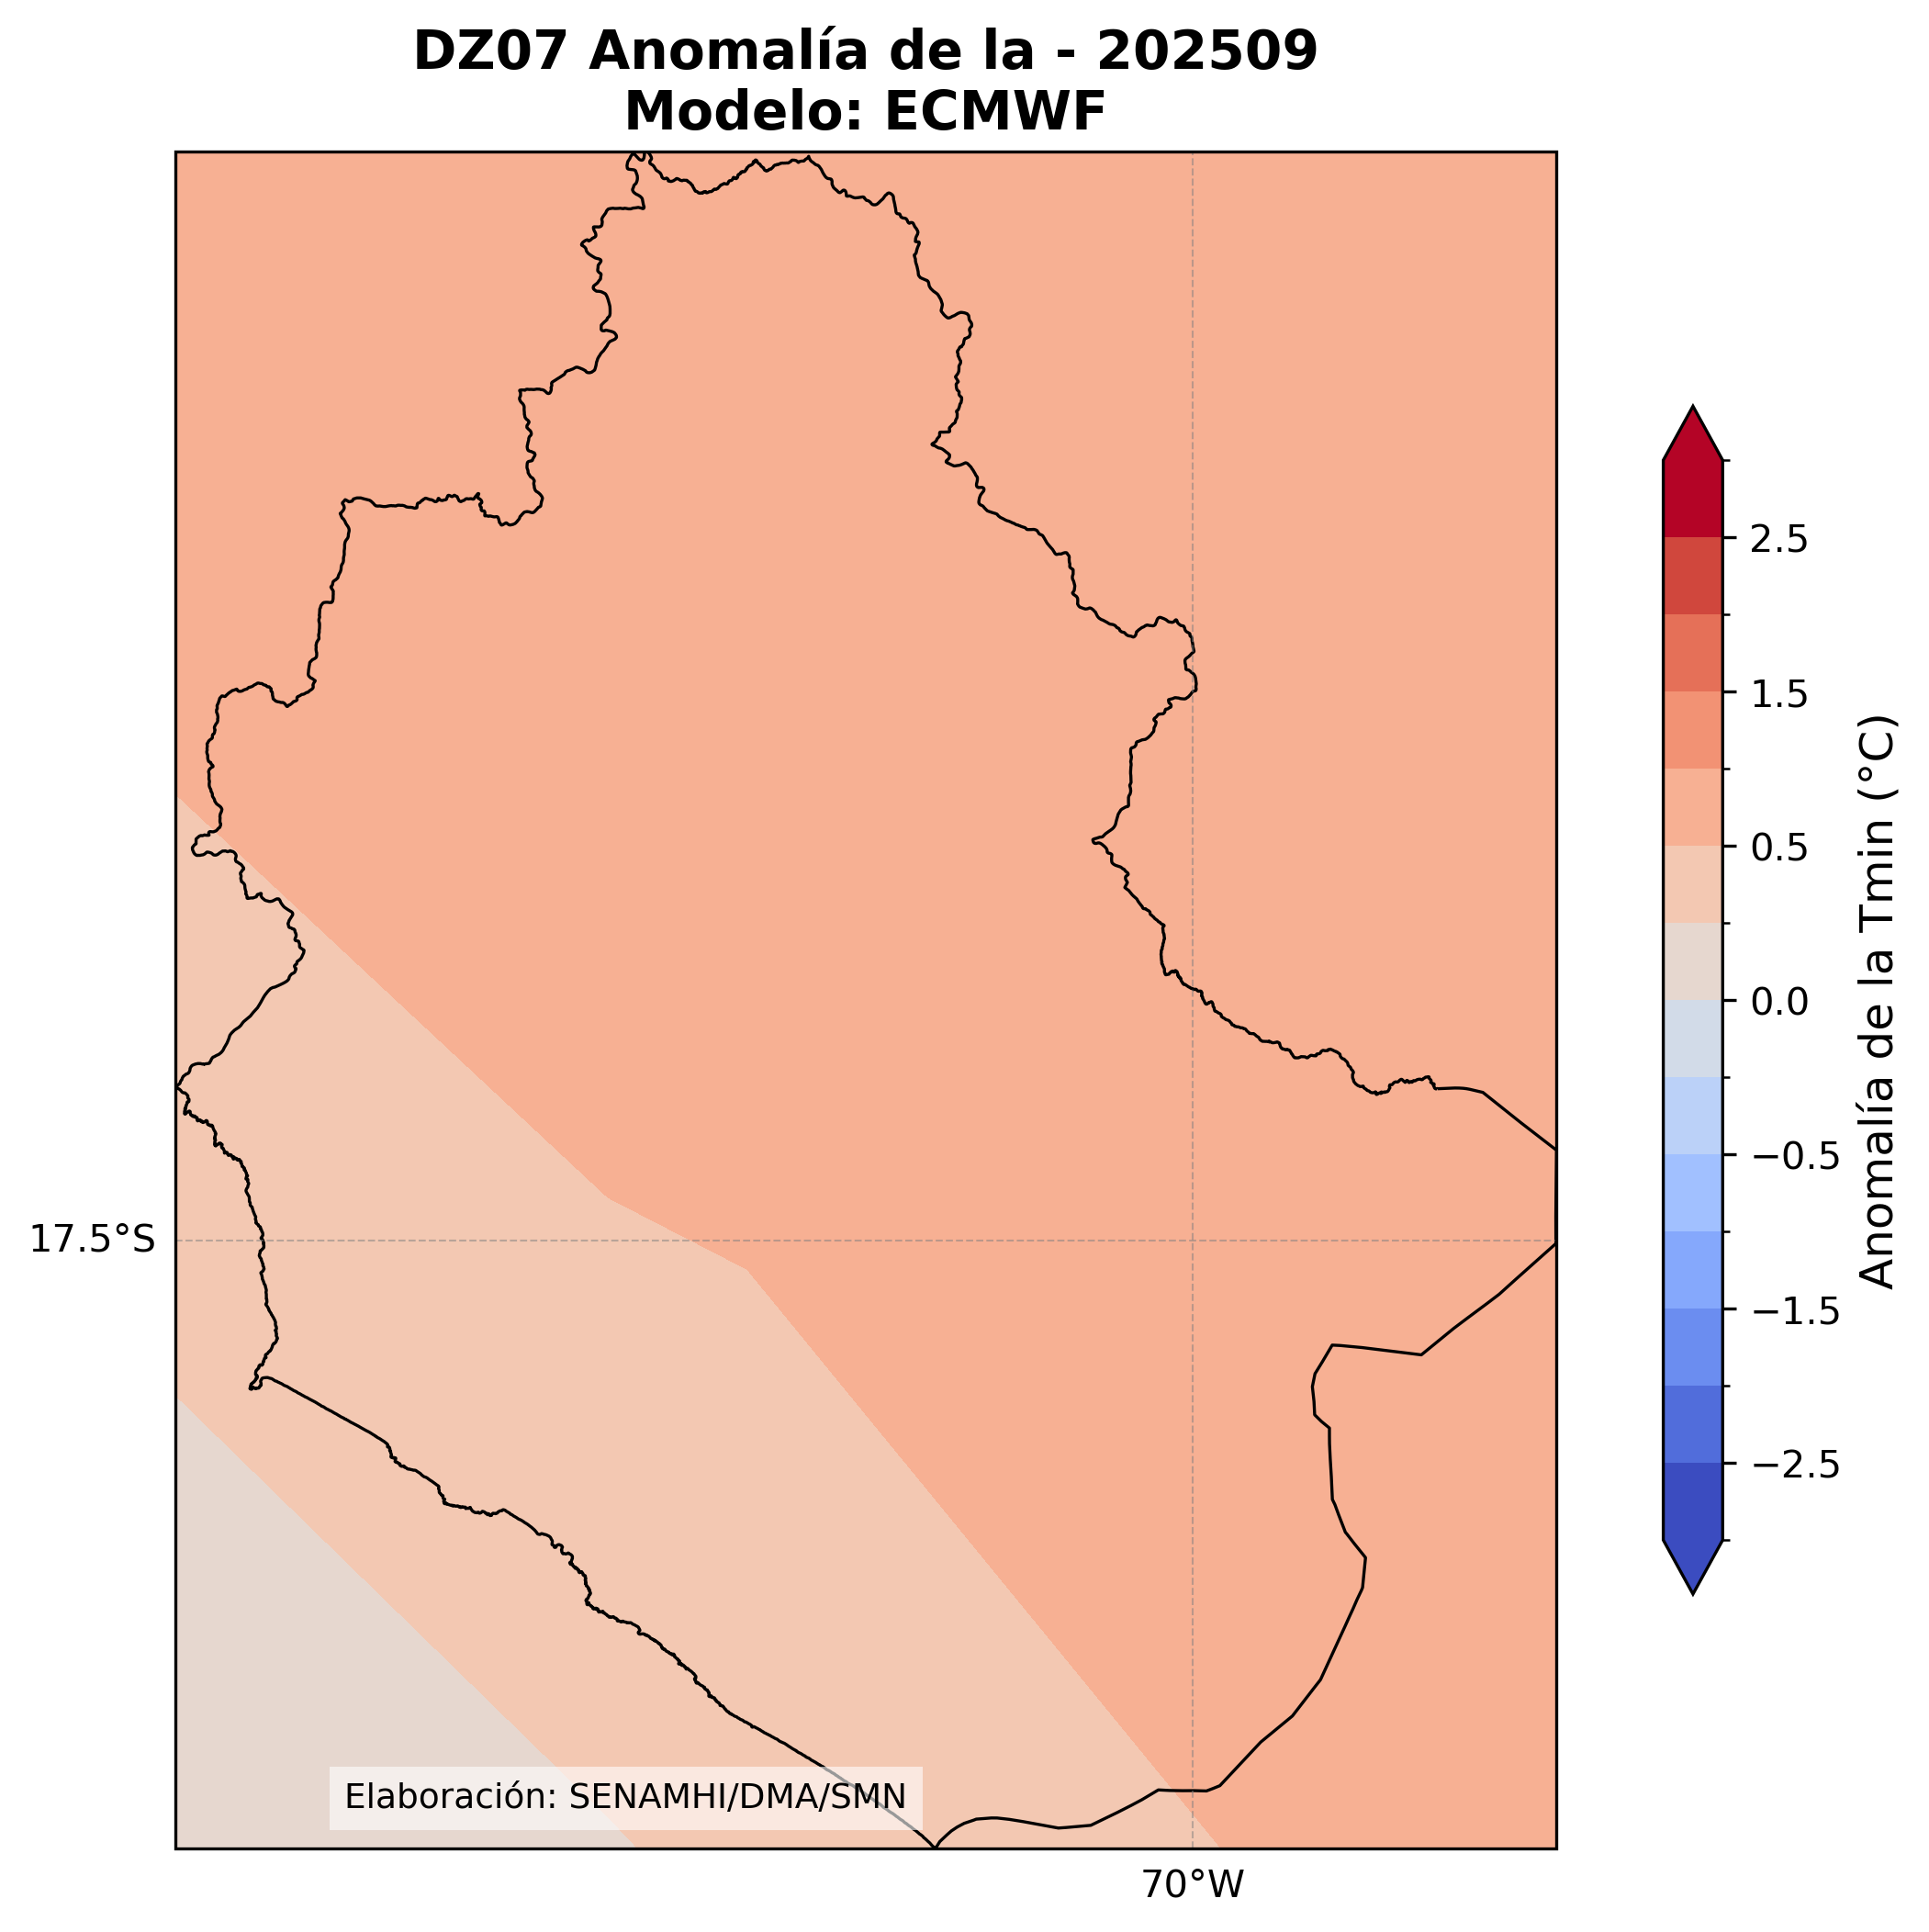 DZ07 Anomalía de la - 202509
Modelo: ECMWF
2.5
1.5
0.5
0.0
−0.5
−1.5
−2.5
Anomalía de la Tmin (°C)
17.5°S
Elaboración: SENAMHI/DMA/SMN
70°W